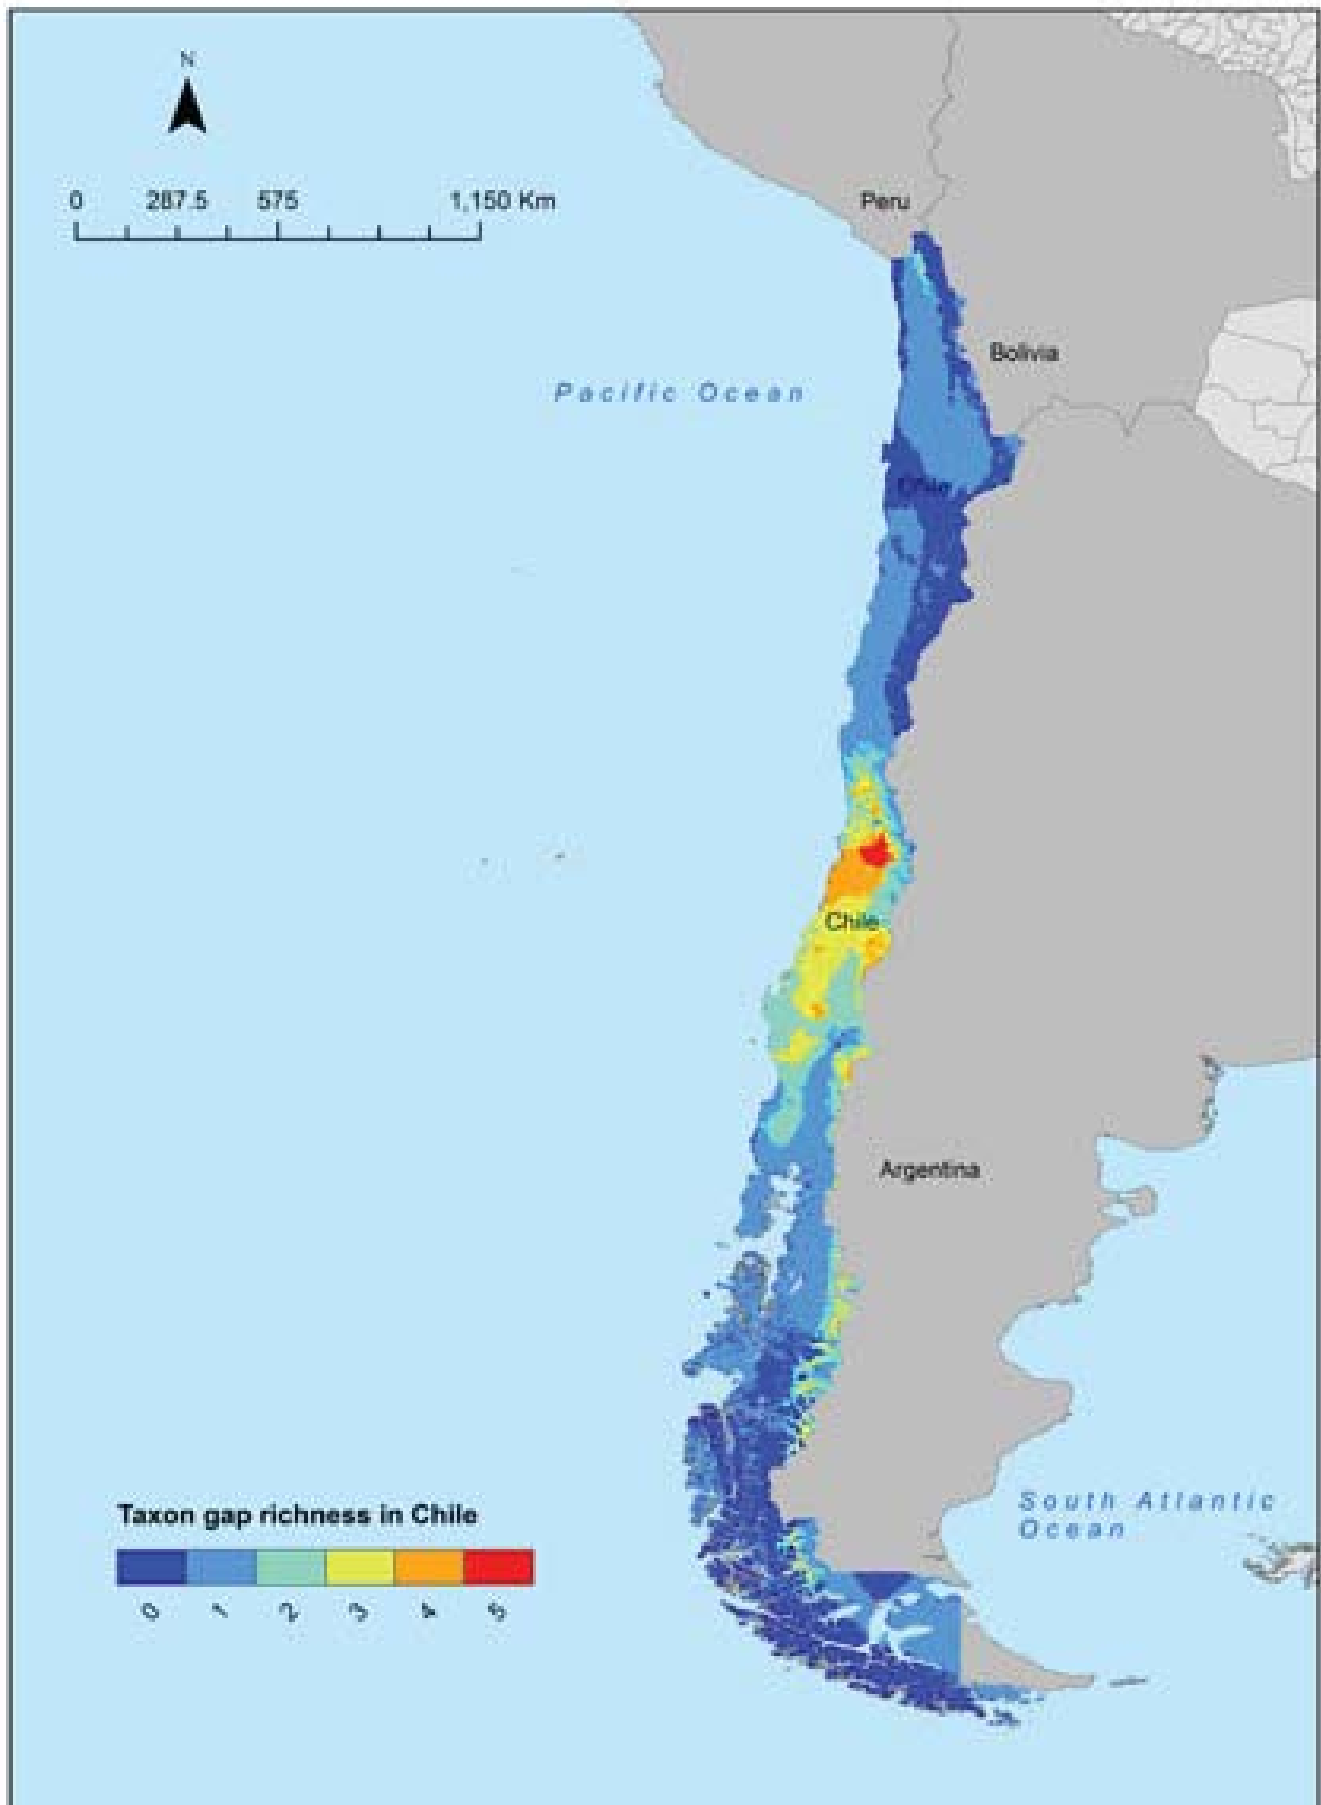 N
0 287.5 575 1,150 Km
Peru
Bolivia
Pacific Ocean
Chile
Chile
Argentina
South Atlantic
Ocean
Taxon gap richness in Chile
0 1 2 3 4 5